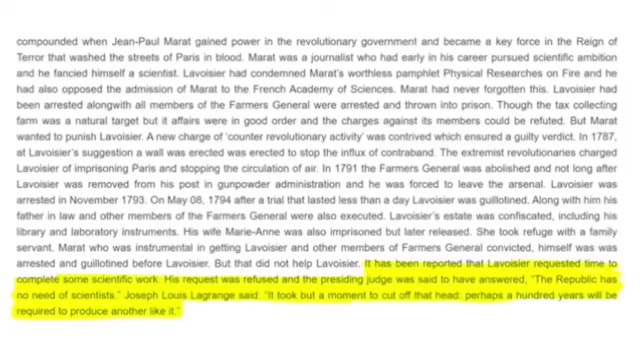 compounded when Jean-Paul Marat gained power in the revolutionary government and became a key force in the Reign of
Terror that washed the streets of Paris in blood. Marat was a journalist who had early in his career pursued scientific ambition
and he fancied himself a scientist. Lavoisier had condemned Marat's worthless pamphlet Physical Researches on Fire and he
had also opposed the admission of Marat to the French Academy of Sciences. Marat had never forgotten this. Lavoisier had
been arrested alongwith all members of the Farmers General were arrested and thrown into prison. Though the tax collecting
farm was a natural target but it affairs were in good order and the charges against its members could be refuted. But Marat
wanted to punish Lavoisier. A new charge of 'counter revolutionary activity' was contrived which ensured a guilty verdict. In 1787,
at Lavoisier's suggestion a wall was erected was erected to stop the influx of contraband. The extremist revolutionaries charged
Lavoisier of imprisoning Paris and stopping the circulation of air. In 1791 the Farmers General was abolished and not long after
Lavoisier was removed from his post in gunpowder administration and he was forced to leave the arsenal. Lavoisier was
arrested in November 1793. On May 08, 1794 after a trial that lasted less than a day Lavoisier was guillotined. Along with him his
father in law and other members of the Farmers General were also executed. Lavoisier's estate was confiscated, including his
library and laboratory instruments. His wife Marie-Anne was also imprisoned but later released. She took refuge with a family
servant. Marat who was instrumental in getting Lavoisier and other members of Farmers General convicted, himself was was
arrested and guillotined before Lavoisier. But that did not help Lavoisier. It has been reported that Lavoisier requested time to
complete some scientific work. His request was refused and the presiding judge was said to have answered, "The Republic has
no need of scientists." Joseph Louis Lagrange said: "It took but a moment to cut off that head: perhaps a hundred years will be
required to produce another like it."